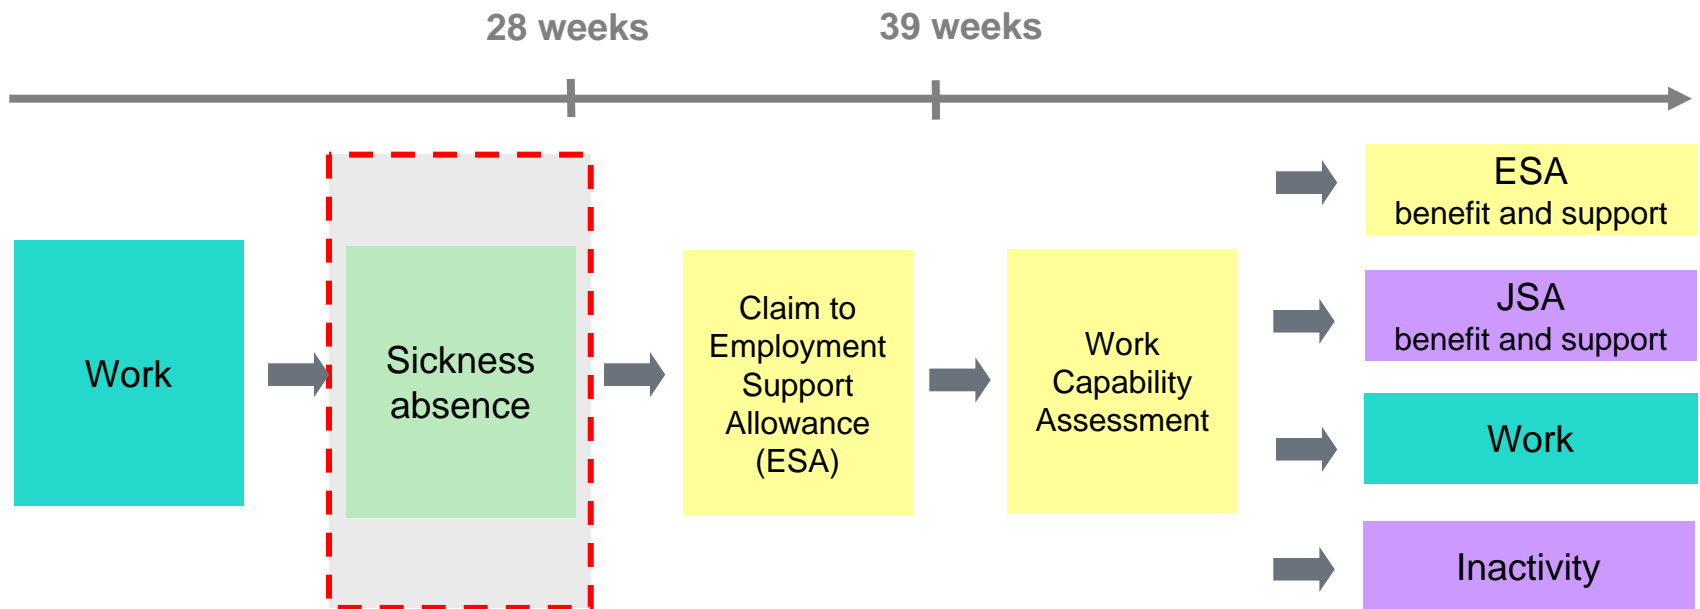 28 weeks
39 weeks
Work
Sickness
absence
Claim to
Employment
Support
Allowance
(ESA)
Work
Capability
Assessment
ESA
benefit and support
JSA
benefit and support
Work
Inactivity